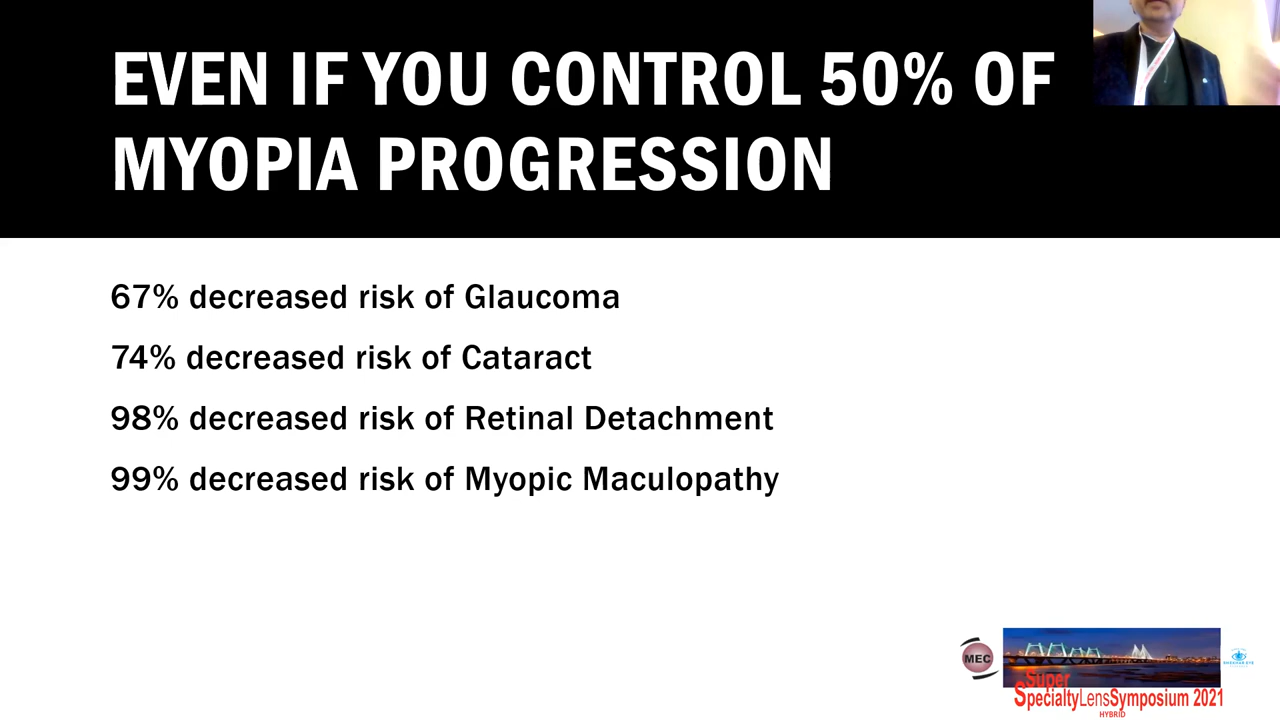 EVEN IF YOU CONTROL 50% OF
MYOPIA PROGRESSION
67% decreased risk of Glaucoma
74% decreased risk of Cataract
98% decreased risk of Retinal Detachment
99% decreased risk of Myopic Maculopathy
MEC
Super
SpecialtyLensSymposium 2021
HYBRID